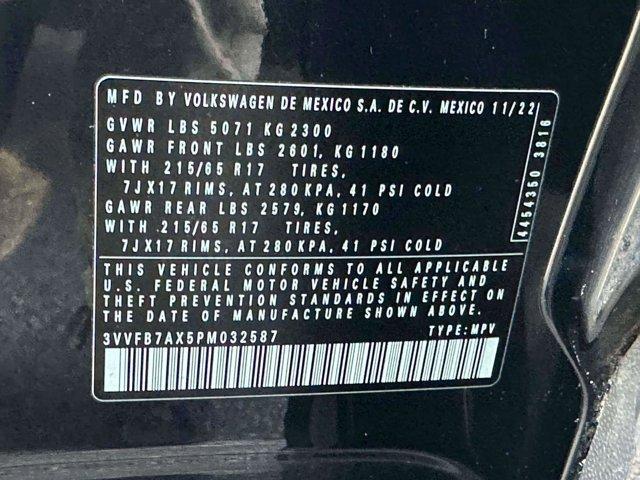 MFD BY VOLKSWAGEN DE MEXICO S.A. DE C.V. MEXICO 11/22
GVWR LBS 5071 KG 2300
GAWR FRONT LBS 2601, KG 1180
WITH 215/65 R17 TIRES,
7JX17 RIMS, AT 280 KPA, 41 PSI COLD
GAWR REAR LBS 2579, KG 1170
WITH 215/65 R17 TIRES,
7JX17 RIMS, AT 280 KPA, 41 PSI COLD
4454350 3816
THIS VEHICLE CONFORMS TO ALL APPLICABLE
U.S. FEDERAL MOTOR VEHICLE SAFETY AND
THEFT PREVENTION STANDARDS IN EFFECT ON
THE DATE OF MANUFACTURE SHOWN ABOVE.
3VVFB7AX5PM032587 TYPE: MPV